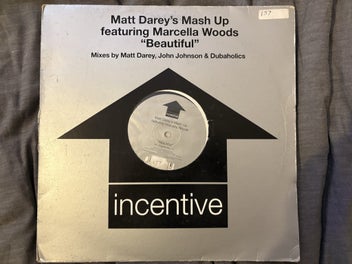 Matt Darey's Mash Up
featuring Marcella Woods
"Beautiful"
Mixes by Matt Darey, John Johnson & Dubaholics
incentive